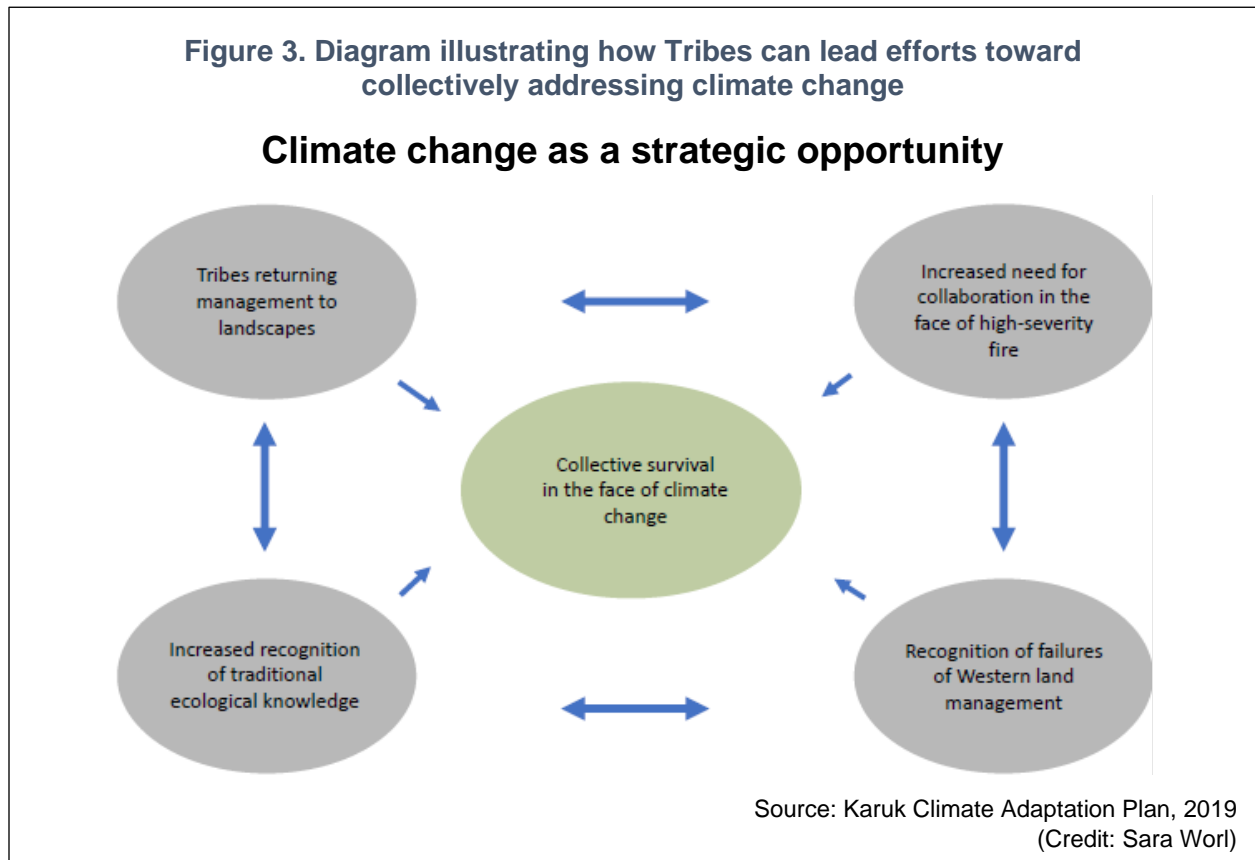 Figure 3. Diagram illustrating how Tribes can lead efforts toward
collectively addressing climate change
Climate change as a strategic opportunity
Tribes returning
management to
landscapes
Increased need for
collaboration in the
face of high-severity
fire
Collective survival
in the face of climate
change
Increased recognition
of traditional
ecological knowledge
Recognition of failures
of Western land
management
Source: Karuk Climate Adaptation Plan, 2019
(Credit: Sara Worl)